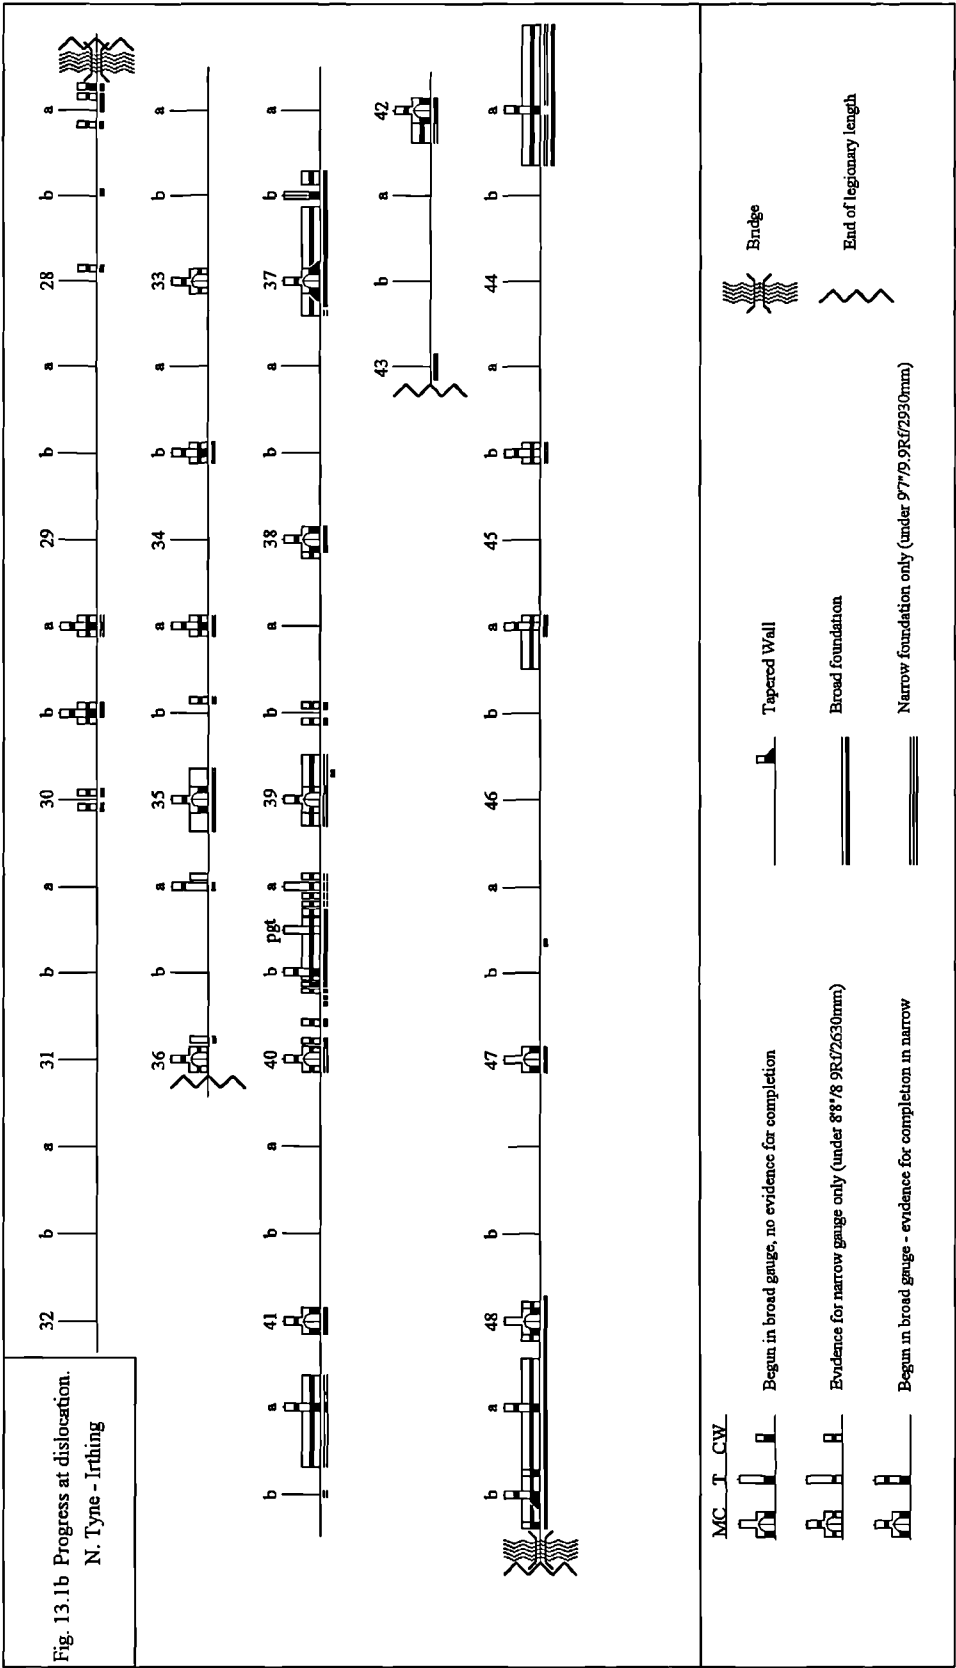 Fig. 13.1b Progress at dislocation.
N. Tyne - Irthing
32 b a 31 b a 30 b a 29 b a 28 b a
36 b a 35 b a 34 b a 33 b a
b a 41 b a 40 b pgt a 39 b a 38 b a 37 b a
43 b a 42
b a 48 b 47 b a 46 b a 45 b a 44 b a
MC T CW
Begun in broad gauge, no evidence for completion
Evidence for narrow gauge only (under 8'8"/8 9Rf/2630mm)
Begun in broad gauge - evidence for completion in narrow
Tapered Wall
Broad foundation
Narrow foundation only (under 9'7"/9.9Rf/2930mm)
Bridge
End of legionary length